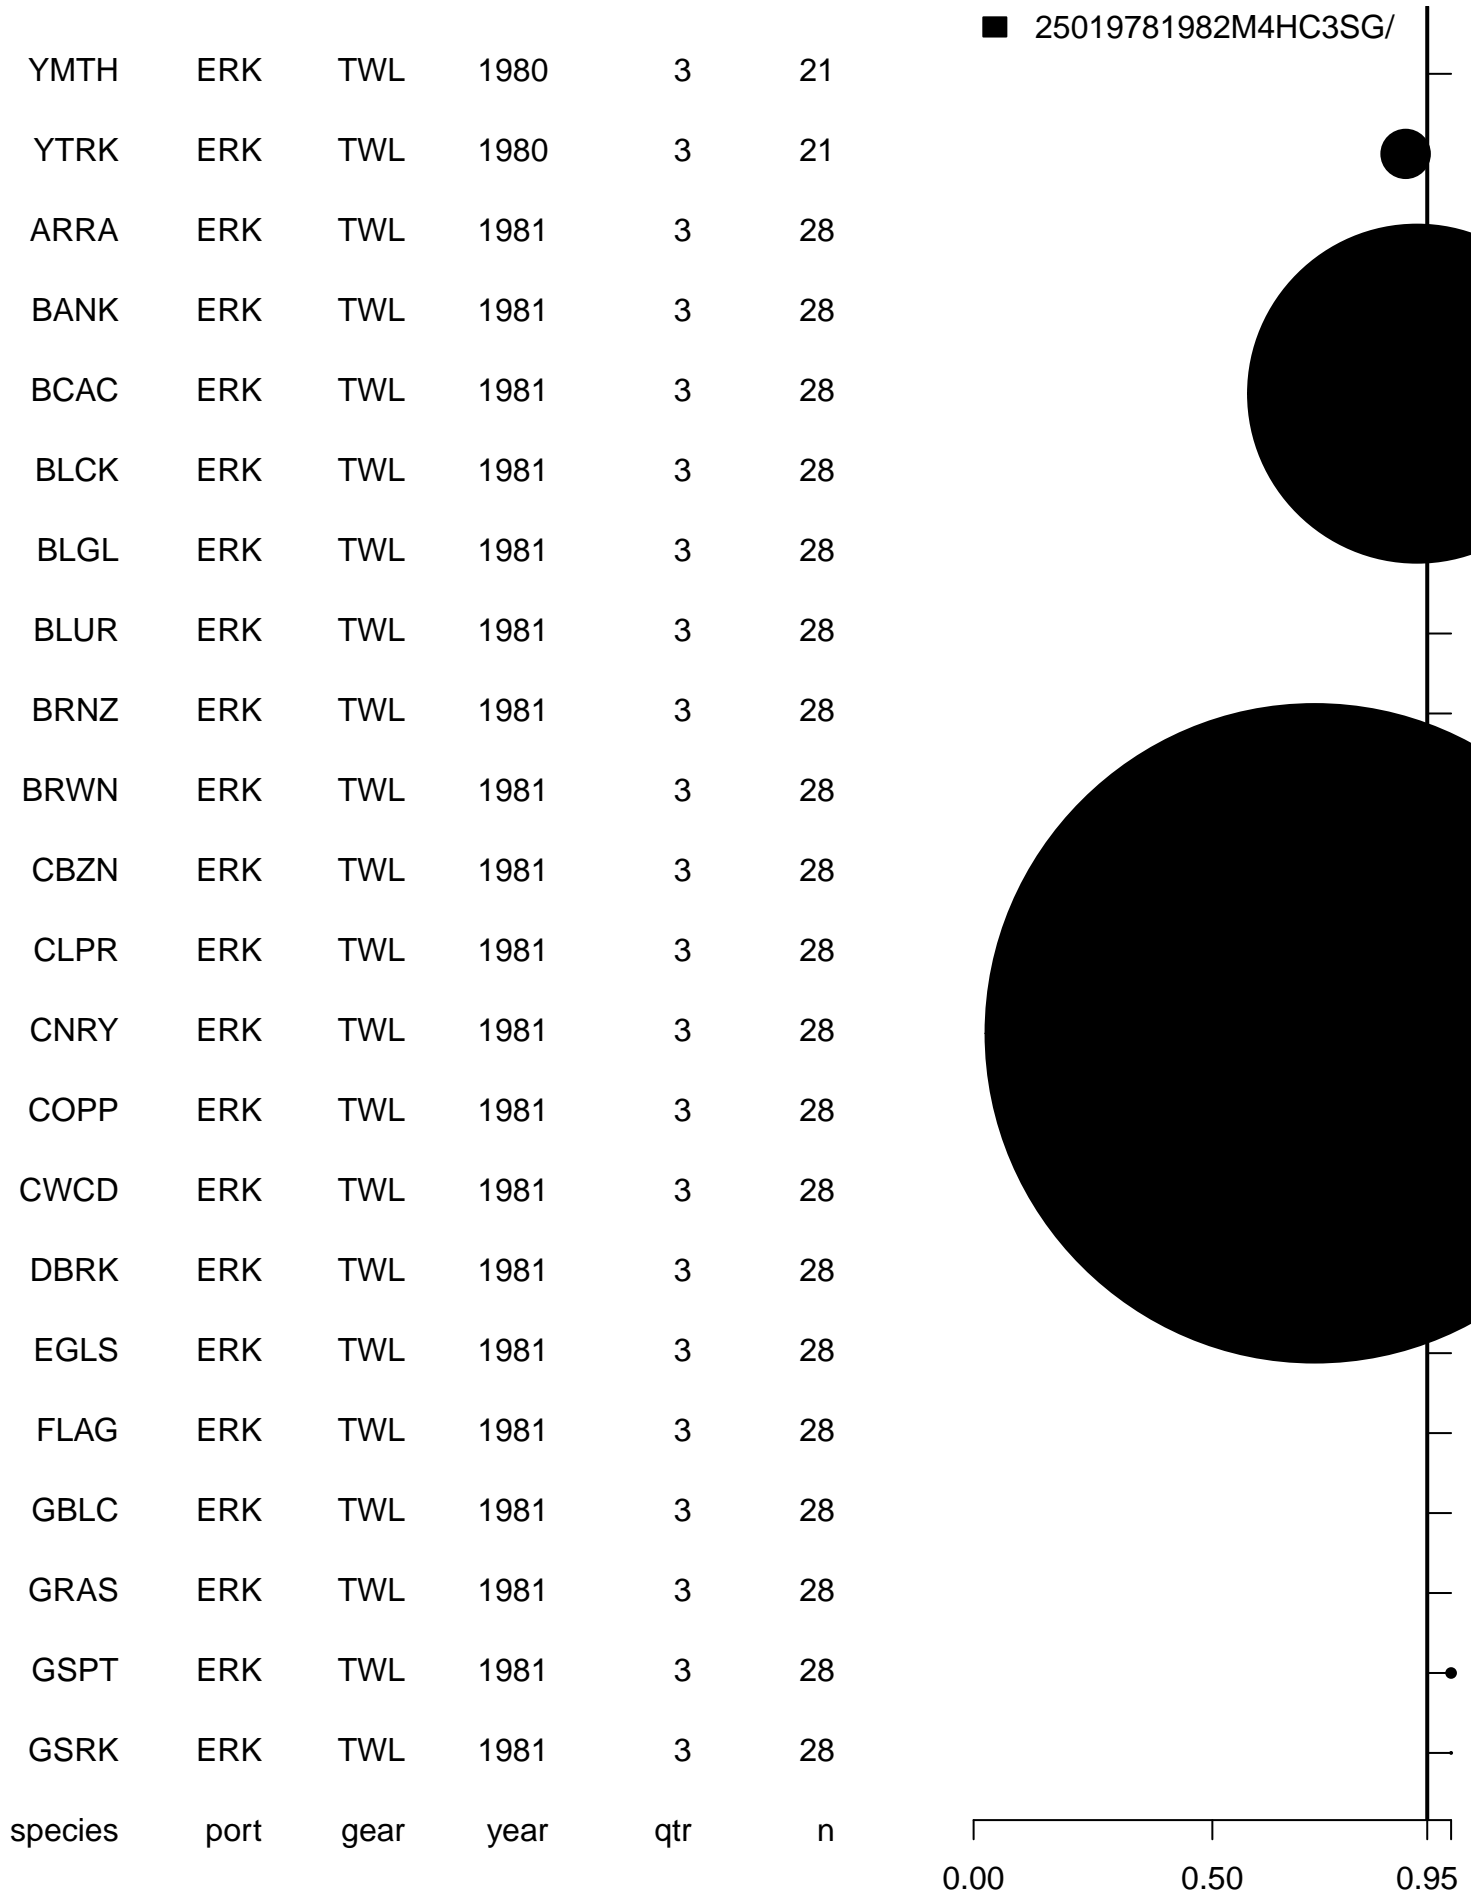 25019781982M4HC3SG/
YMTH ERK TWL 1980 3 21
YTRK ERK TWL 1980 3 21
ARRA ERK TWL 1981 3 28
BANK ERK TWL 1981 3 28
BCAC ERK TWL 1981 3 28
BLCK ERK TWL 1981 3 28
BLGL ERK TWL 1981 3 28
BLUR ERK TWL 1981 3 28
BRNZ ERK TWL 1981 3 28
BRWN ERK TWL 1981 3 28
CBZN ERK TWL 1981 3 28
CLPR ERK TWL 1981 3 28
CNRY ERK TWL 1981 3 28
COPP ERK TWL 1981 3 28
CWCD ERK TWL 1981 3 28
DBRK ERK TWL 1981 3 28
EGLS ERK TWL 1981 3 28
FLAG ERK TWL 1981 3 28
GBLC ERK TWL 1981 3 28
GRAS ERK TWL 1981 3 28
GSPT ERK TWL 1981 3 28
GSRK ERK TWL 1981 3 28
species port gear year qtr n
0.00 0.50 0.95